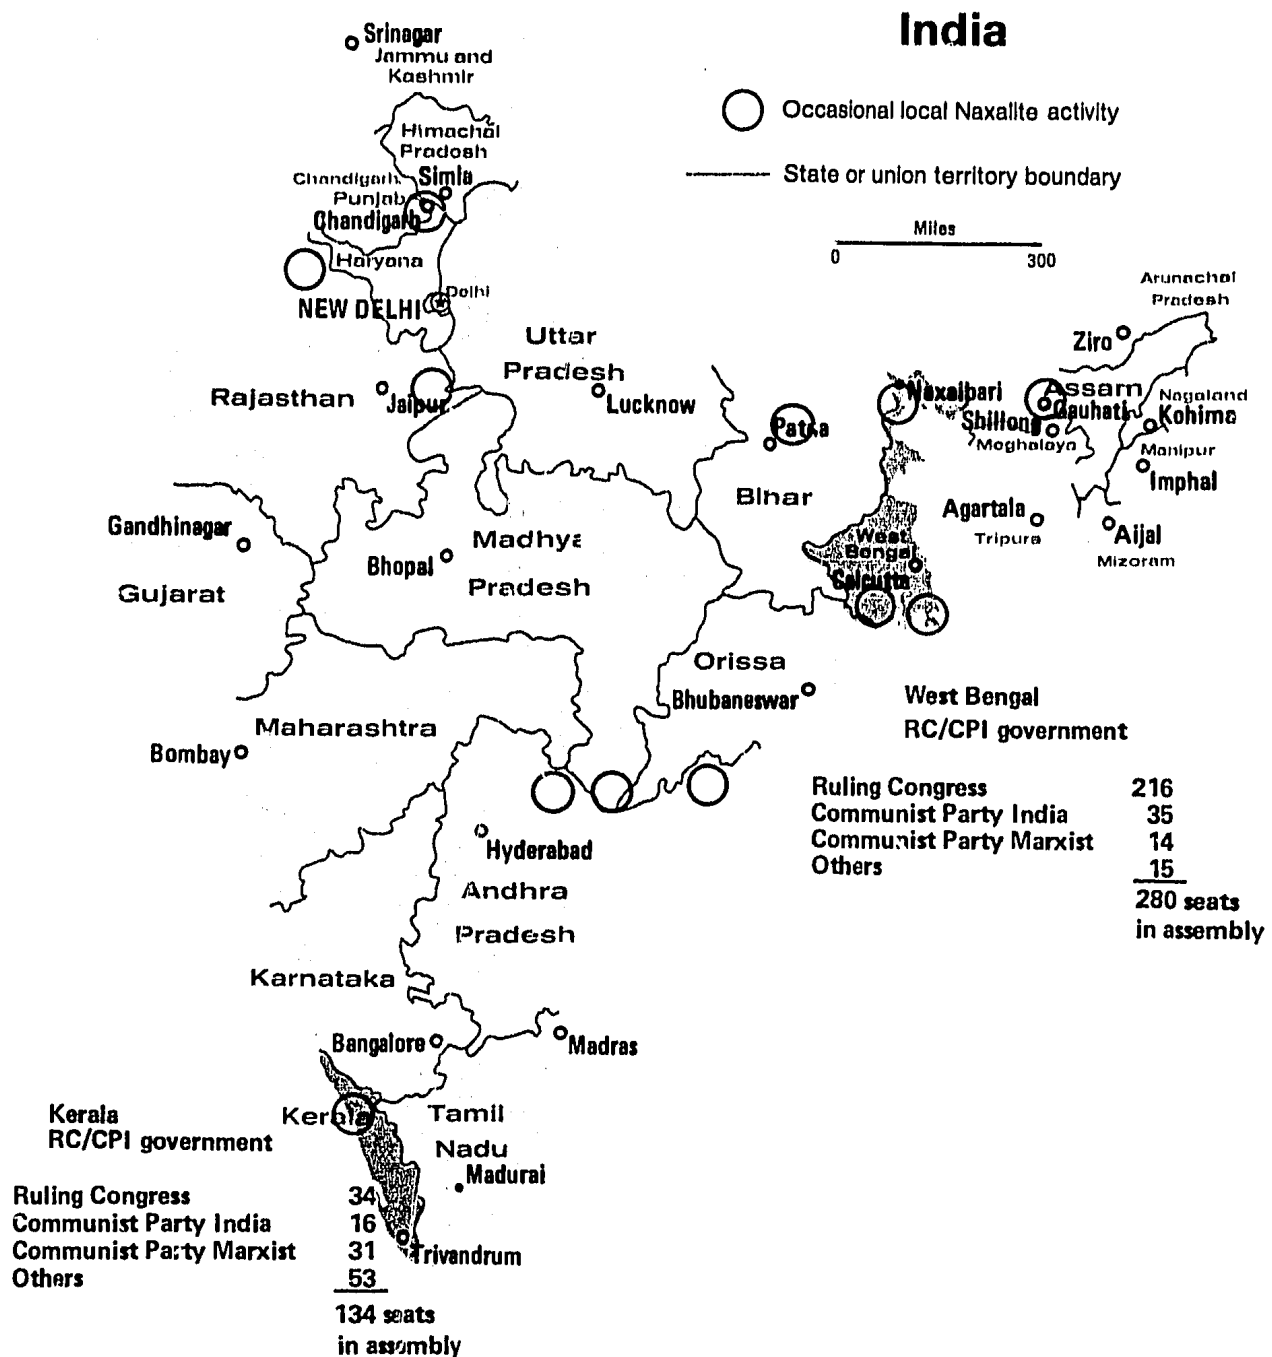 India
Occasional local Naxalite activity
State or union territory boundary
Miles
0 300
Srinagar
Jammu and
Kashmir
Himachal
Pradesh
Simla
Chandigarh
Punjab
Chandigarh
Haryana
Delhi
NEW DELHI
Uttar
Pradesh
Lucknow
Rajasthan
Jaipur
Arunachal
Pradesh
Ziro
Assam
Nagaland
Naxalbari
Gauhati
Kohima
Shillong
Meghalaya
Manipur
Imphal
Patna
Bihar
Agartala
Tripura
Aijal
Mizoram
Gandhinagar
Gujarat
Bhopal
Madhya
Pradesh
West
Bengal
Calcutta
Orissa
Bhubaneswar
Maharashtra
Bombay
West Bengal
RC/CPI government
Ruling Congress 216
Communist Party India 35
Communist Party Marxist 14
Others 15
280 seats
in assembly
Hyderabad
Andhra
Pradesh
Karnataka
Bangalore
Madras
Kerala
Tamil
Nadu
Madurai
Trivandrum
Kerala
RC/CPI government
Ruling Congress 34
Communist Party India 16
Communist Party Marxist 31
Others 53
134 seats
in assembly